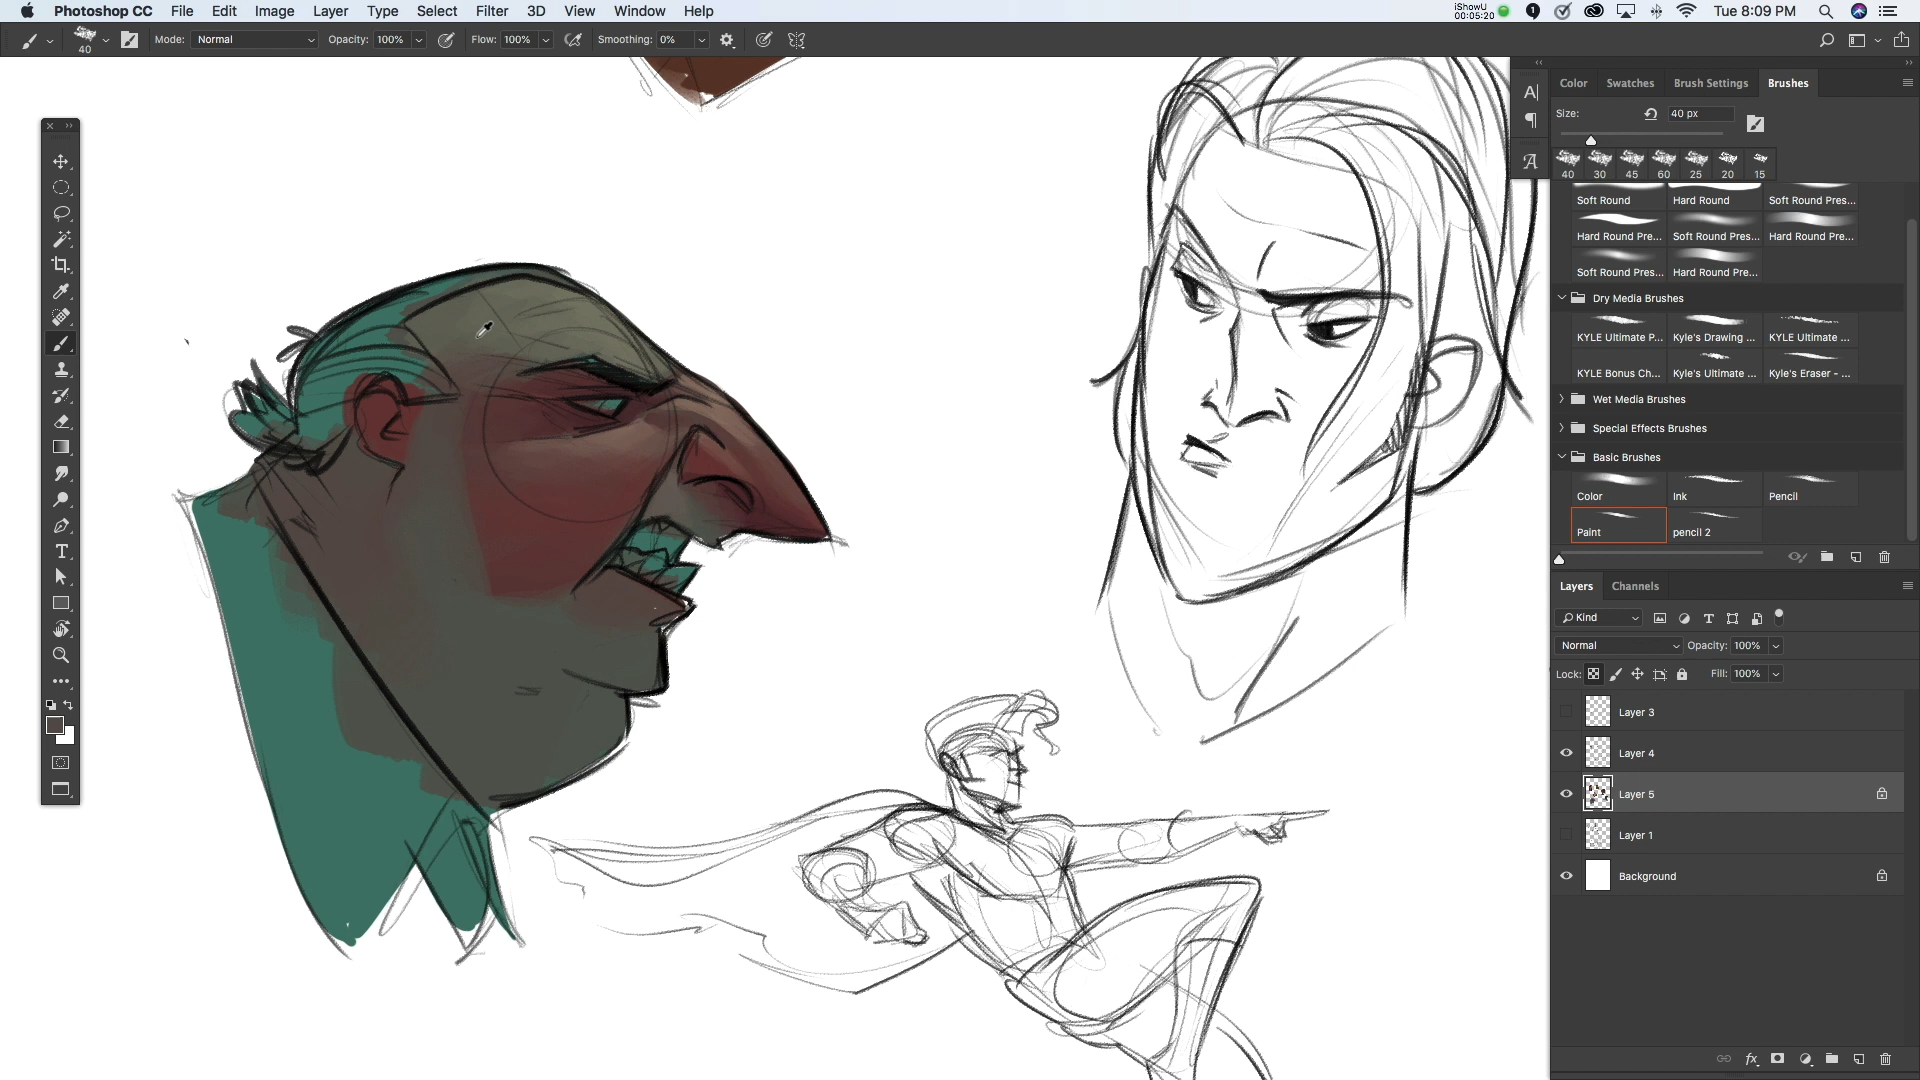 Photoshop CC File Edit Image Layer Type Select Filter 3D View Window Help
iShowU
00:05:20
Tue 8:09 PM
40
Mode: Normal Opacity: 100% Flow: 100% Smoothing: 0%
Color Swatches Brush Settings Brushes
Size: 40 px
40 30 45 60 25 20 15
Soft Round Hard Round Soft Round Pres...
Hard Round Pre... Soft Round Pres... Hard Round Pre...
Soft Round Pres... Hard Round Pre...
Dry Media Brushes
KYLE Ultimate P... Kyle's Drawing ... KYLE Ultimate ...
KYLE Bonus Ch... Kyle's Ultimate ... Kyle's Eraser - ...
Wet Media Brushes
Special Effects Brushes
Basic Brushes
Color Ink Pencil
Paint pencil 2
Layers Channels
Kind
Normal Opacity: 100%
Lock: Fill: 100%
Layer 3
Layer 4
Layer 5
Layer 1
Background